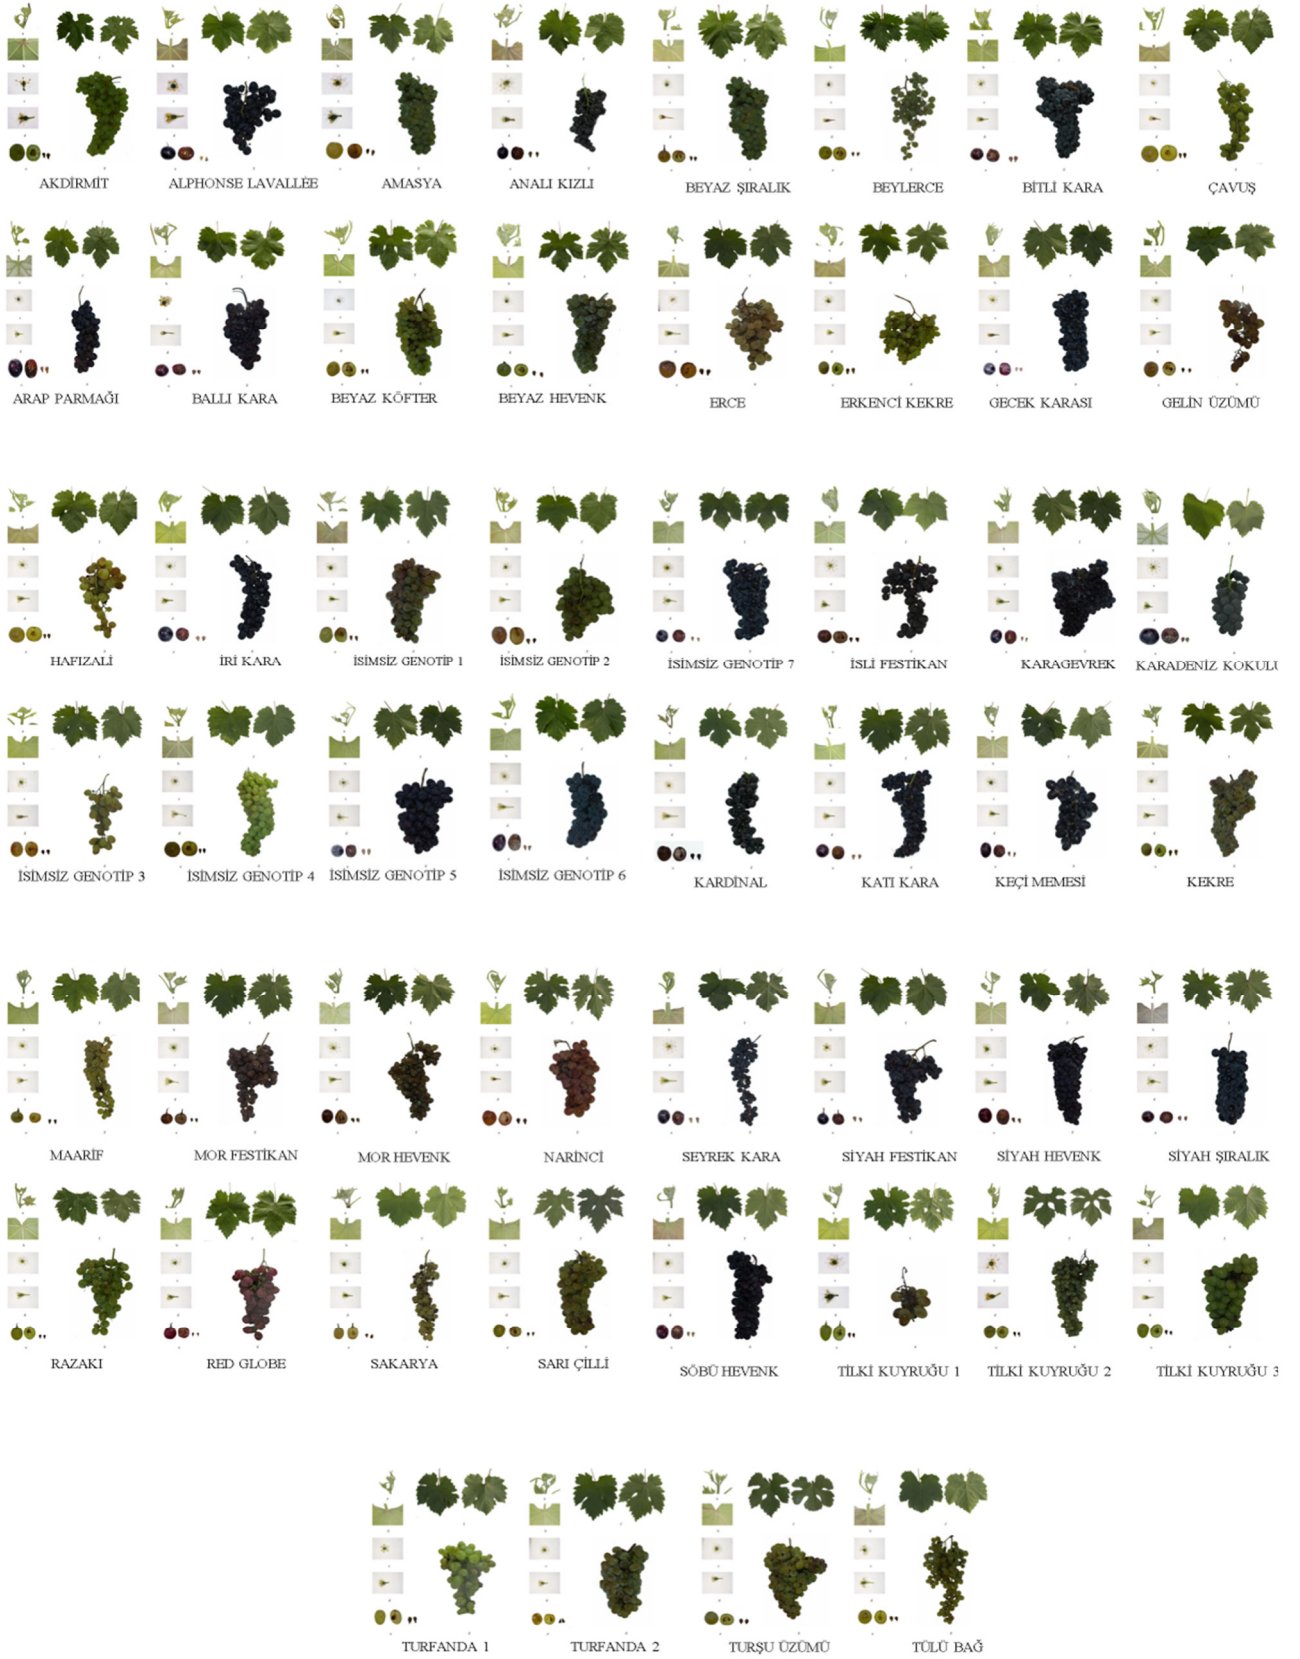 AKDİRMİT ALPHONSE LAVALLÉE AMASYA ANALI KIZLI BEYAZ ŞIRALIK BEYLERCE BİTLİ KARA ÇAVUŞ
ARAP PARMAĞI BALLI KARA BEYAZ KÖFTER BEYAZ HEVENK ERCE ERKENCİ KEKRE GECEK KARASI GELİN ÜZÜMÜ
HAFIZALİ İRİ KARA İSİMSİZ GENOTİP 1 İSİMSİZ GENOTİP 2 İSİMSİZ GENOTİP 7 İSLİ FESTİKAN KARAGEVREK KARADENİZ KOKULU
İSİMSİZ GENOTİP 3 İSİMSİZ GENOTİP 4 İSİMSİZ GENOTİP 5 İSİMSİZ GENOTİP 6 KARDİNAL KATI KARA KEÇİ MEMESİ KEKRE
MAARİF MOR FESTİKAN MOR HEVENK NARİNCİ SEYREK KARA SİYAH FESTİKAN SİYAH HEVENK SİYAH ŞIRALIK
RAZAKI RED GLOBE SAKARYA SARI ÇİLLİ SÖBÜ HEVENK TİLKİ KUYRUĞU 1 TİLKİ KUYRUĞU 2 TİLKİ KUYRUĞU 3
TURFANDA 1 TURFANDA 2 TURŞU ÜZÜMÜ TÜLÜ BAĞ